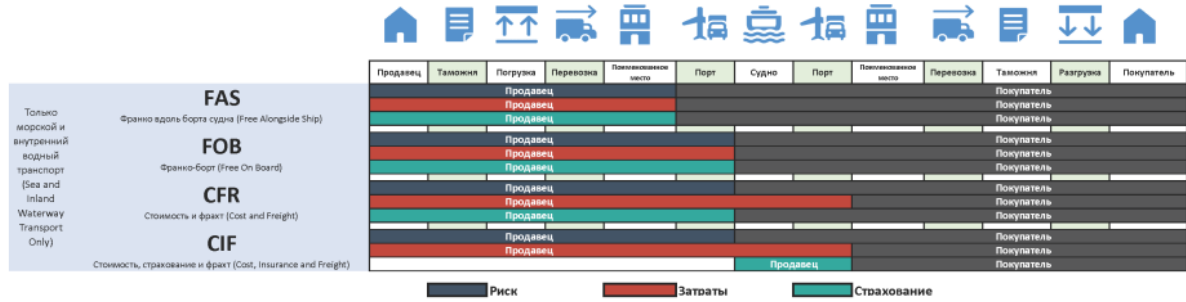 Продавец Таможня Погрузка Перевозка Поименованное место Порт Судно Порт Поименованное место Перевозка Таможня Разгрузка Покупатель
Только
морской и
внутренний
водный
транспорт
(Sea and
Inland
Waterway
Transport
Only)
FAS
Франко вдоль борта судна (Free Alongside Ship)
Продавец Покупатель
Продавец Покупатель
Продавец Покупатель
FOB
Франко-борт (Free On Board)
Продавец Покупатель
Продавец Покупатель
Продавец Покупатель
CFR
Стоимость и фрахт (Cost and Freight)
Продавец Покупатель
Продавец Покупатель
Продавец Покупатель
CIF
Стоимость, страхование и фрахт (Cost, Insurance and Freight)
Продавец Покупатель
Продавец Покупатель
Продавец Покупатель
Риск Затраты Страхование